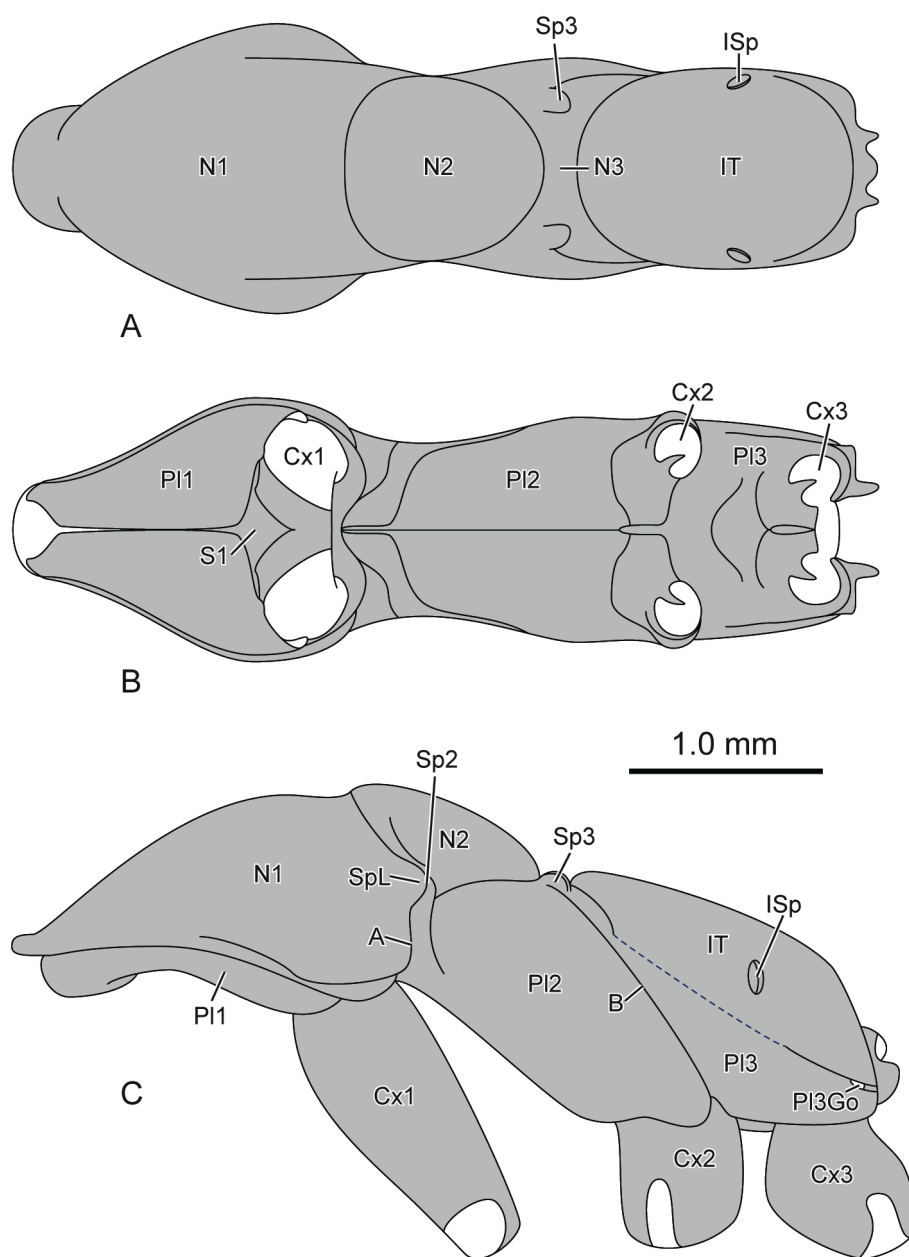 Sp3
ISp
N1
N2
N3
IT
A
Cx2
Cx3
Cx1
Pl1
Pl2
Pl3
S1
B
1.0 mm
Sp2
N2
Sp3
SpL
N1
ISp
A
IT
Pl2
B
Pl1
Pl3
C
Cx1
Pl3Go
Cx2
Cx3